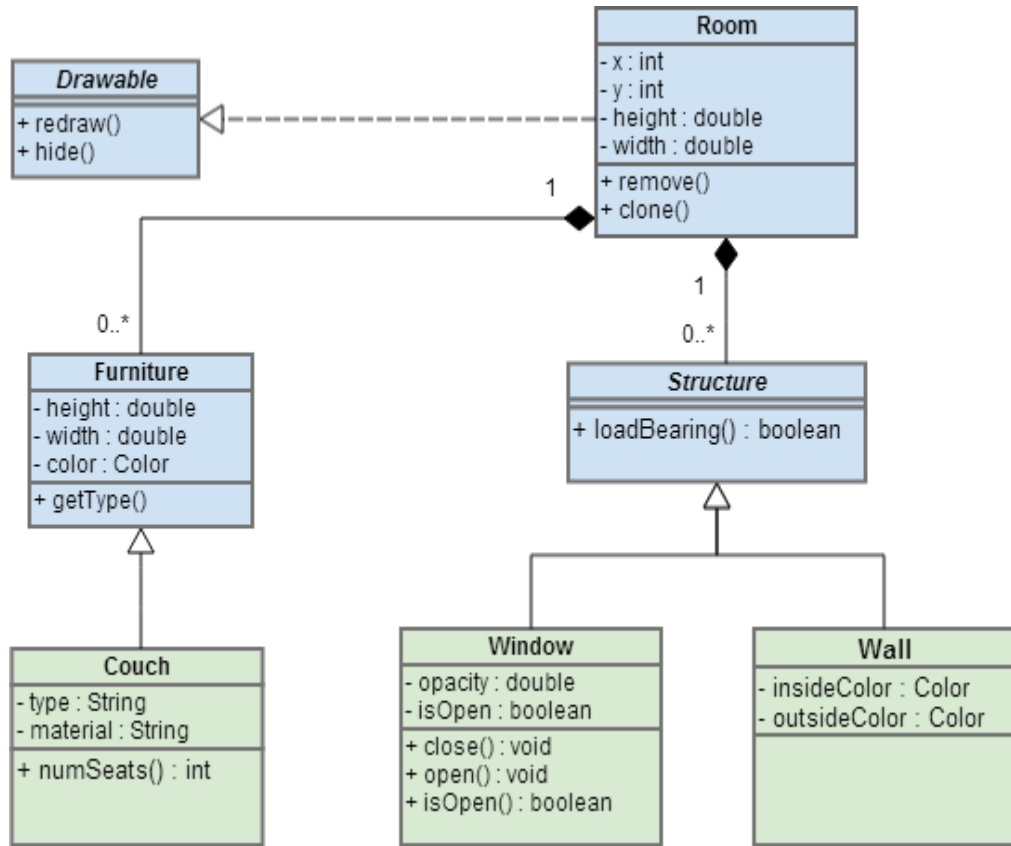 Drawable
+ redraw()
+ hide()
Room
- x : int
- y : int
- height : double
- width : double
+ remove()
+ clone()
1
0..*
1
0..*
Furniture
- height : double
- width : double
- color : Color
+ getType()
Structure
+ loadBearing() : boolean
Couch
- type : String
- material : String
+ numSeats() : int
Window
- opacity : double
- isOpen : boolean
+ close() : void
+ open() : void
+ isOpen() : boolean
Wall
- insideColor : Color
- outsideColor : Color